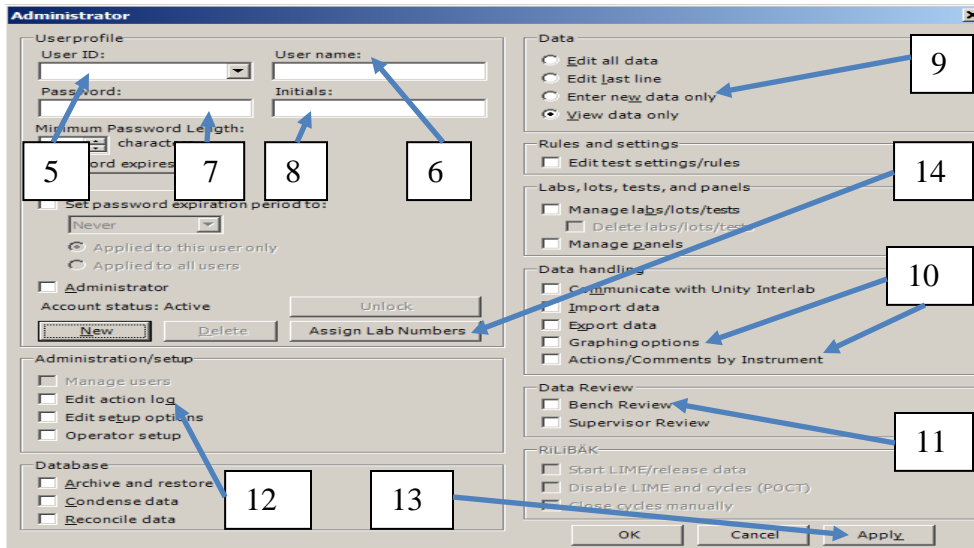 Administrator
Userprofile
User ID:
User name:
Password:
Initials:
Minimum Password Length:
5
7
8
6
Set password expiration period to:
Never
Applied to this user only
Applied to all users
Administrator
Account status: Active
Unlock
New
Delete
Assign Lab Numbers
Administration/setup
Manage users
Edit action log
Edit setup options
Operator setup
Database
Archive and restore
Condense data
Reconcile data
12
13
Data
Edit all data
Edit last line
Enter new data only
View data only
9
Rules and settings
Edit test settings/rules
14
Labs, lots, tests, and panels
Manage labs/lots/tests
Delete labs/lots/tests
Manage panels
Data handling
Communicate with Unity Interlab
Import data
Export data
Graphing options
Actions/Comments by Instrument
10
Data Review
Bench Review
Supervisor Review
11
RiLiBÄK
Start LIME/release data
Disable LIME and cycles (POCT)
Close cycles manually
OK
Cancel
Apply